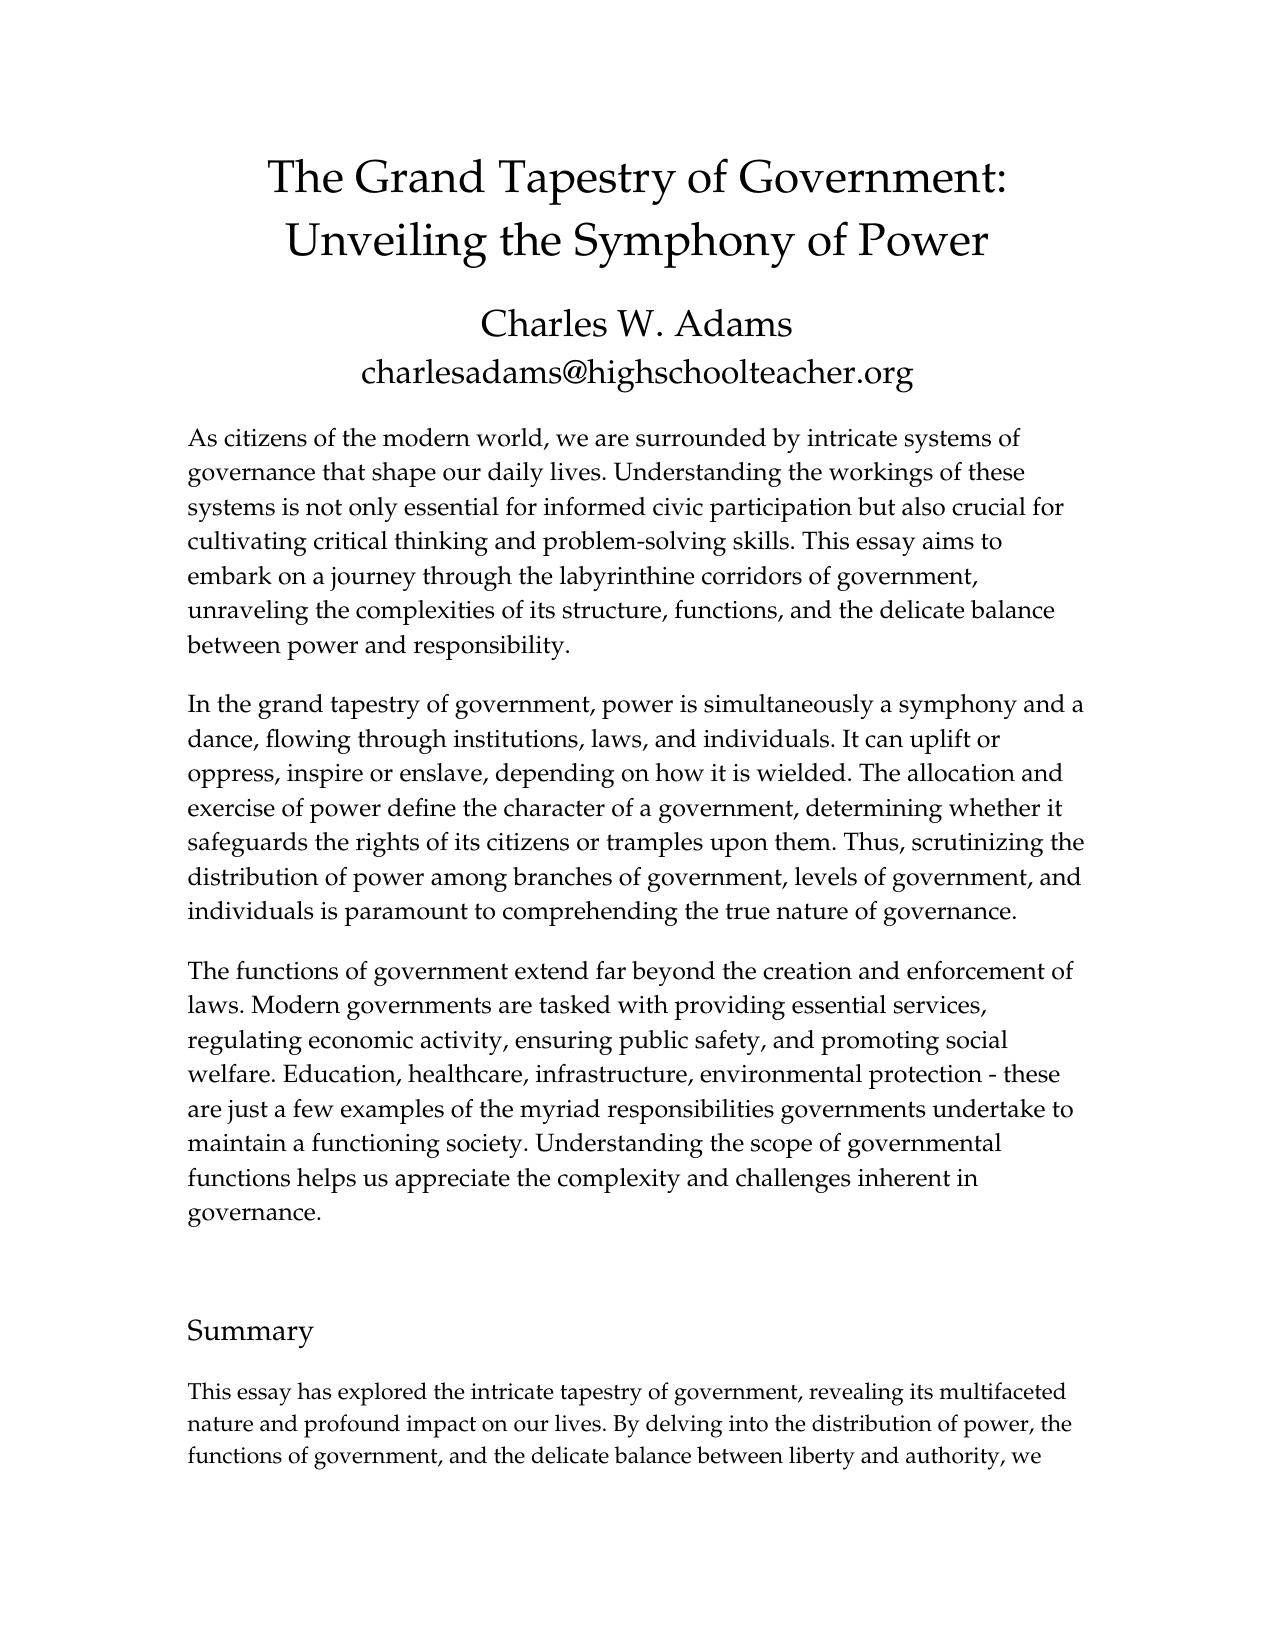 The Grand Tapestry of Government:
Unveiling the Symphony of Power
Charles W. Adams
charlesadams@highschoolteacher.org
As citizens of the modern world, we are surrounded by intricate systems of
governance that shape our daily lives. Understanding the workings of these
systems is not only essential for informed civic participation but also crucial for
cultivating critical thinking and problem-solving skills. This essay aims to
embark on a journey through the labyrinthine corridors of government,
unraveling the complexities of its structure, functions, and the delicate balance
between power and responsibility.
In the grand tapestry of government, power is simultaneously a symphony and a
dance, flowing through institutions, laws, and individuals. It can uplift or
oppress, inspire or enslave, depending on how it is wielded. The allocation and
exercise of power define the character of a government, determining whether it
safeguards the rights of its citizens or tramples upon them. Thus, scrutinizing the
distribution of power among branches of government, levels of government, and
individuals is paramount to comprehending the true nature of governance.
The functions of government extend far beyond the creation and enforcement of
laws. Modern governments are tasked with providing essential services,
regulating economic activity, ensuring public safety, and promoting social
welfare. Education, healthcare, infrastructure, environmental protection - these
are just a few examples of the myriad responsibilities governments undertake to
maintain a functioning society. Understanding the scope of governmental
functions helps us appreciate the complexity and challenges inherent in
governance.
Summary
This essay has explored the intricate tapestry of government, revealing its multifaceted
nature and profound impact on our lives. By delving into the distribution of power, the
functions of government, and the delicate balance between liberty and authority, we